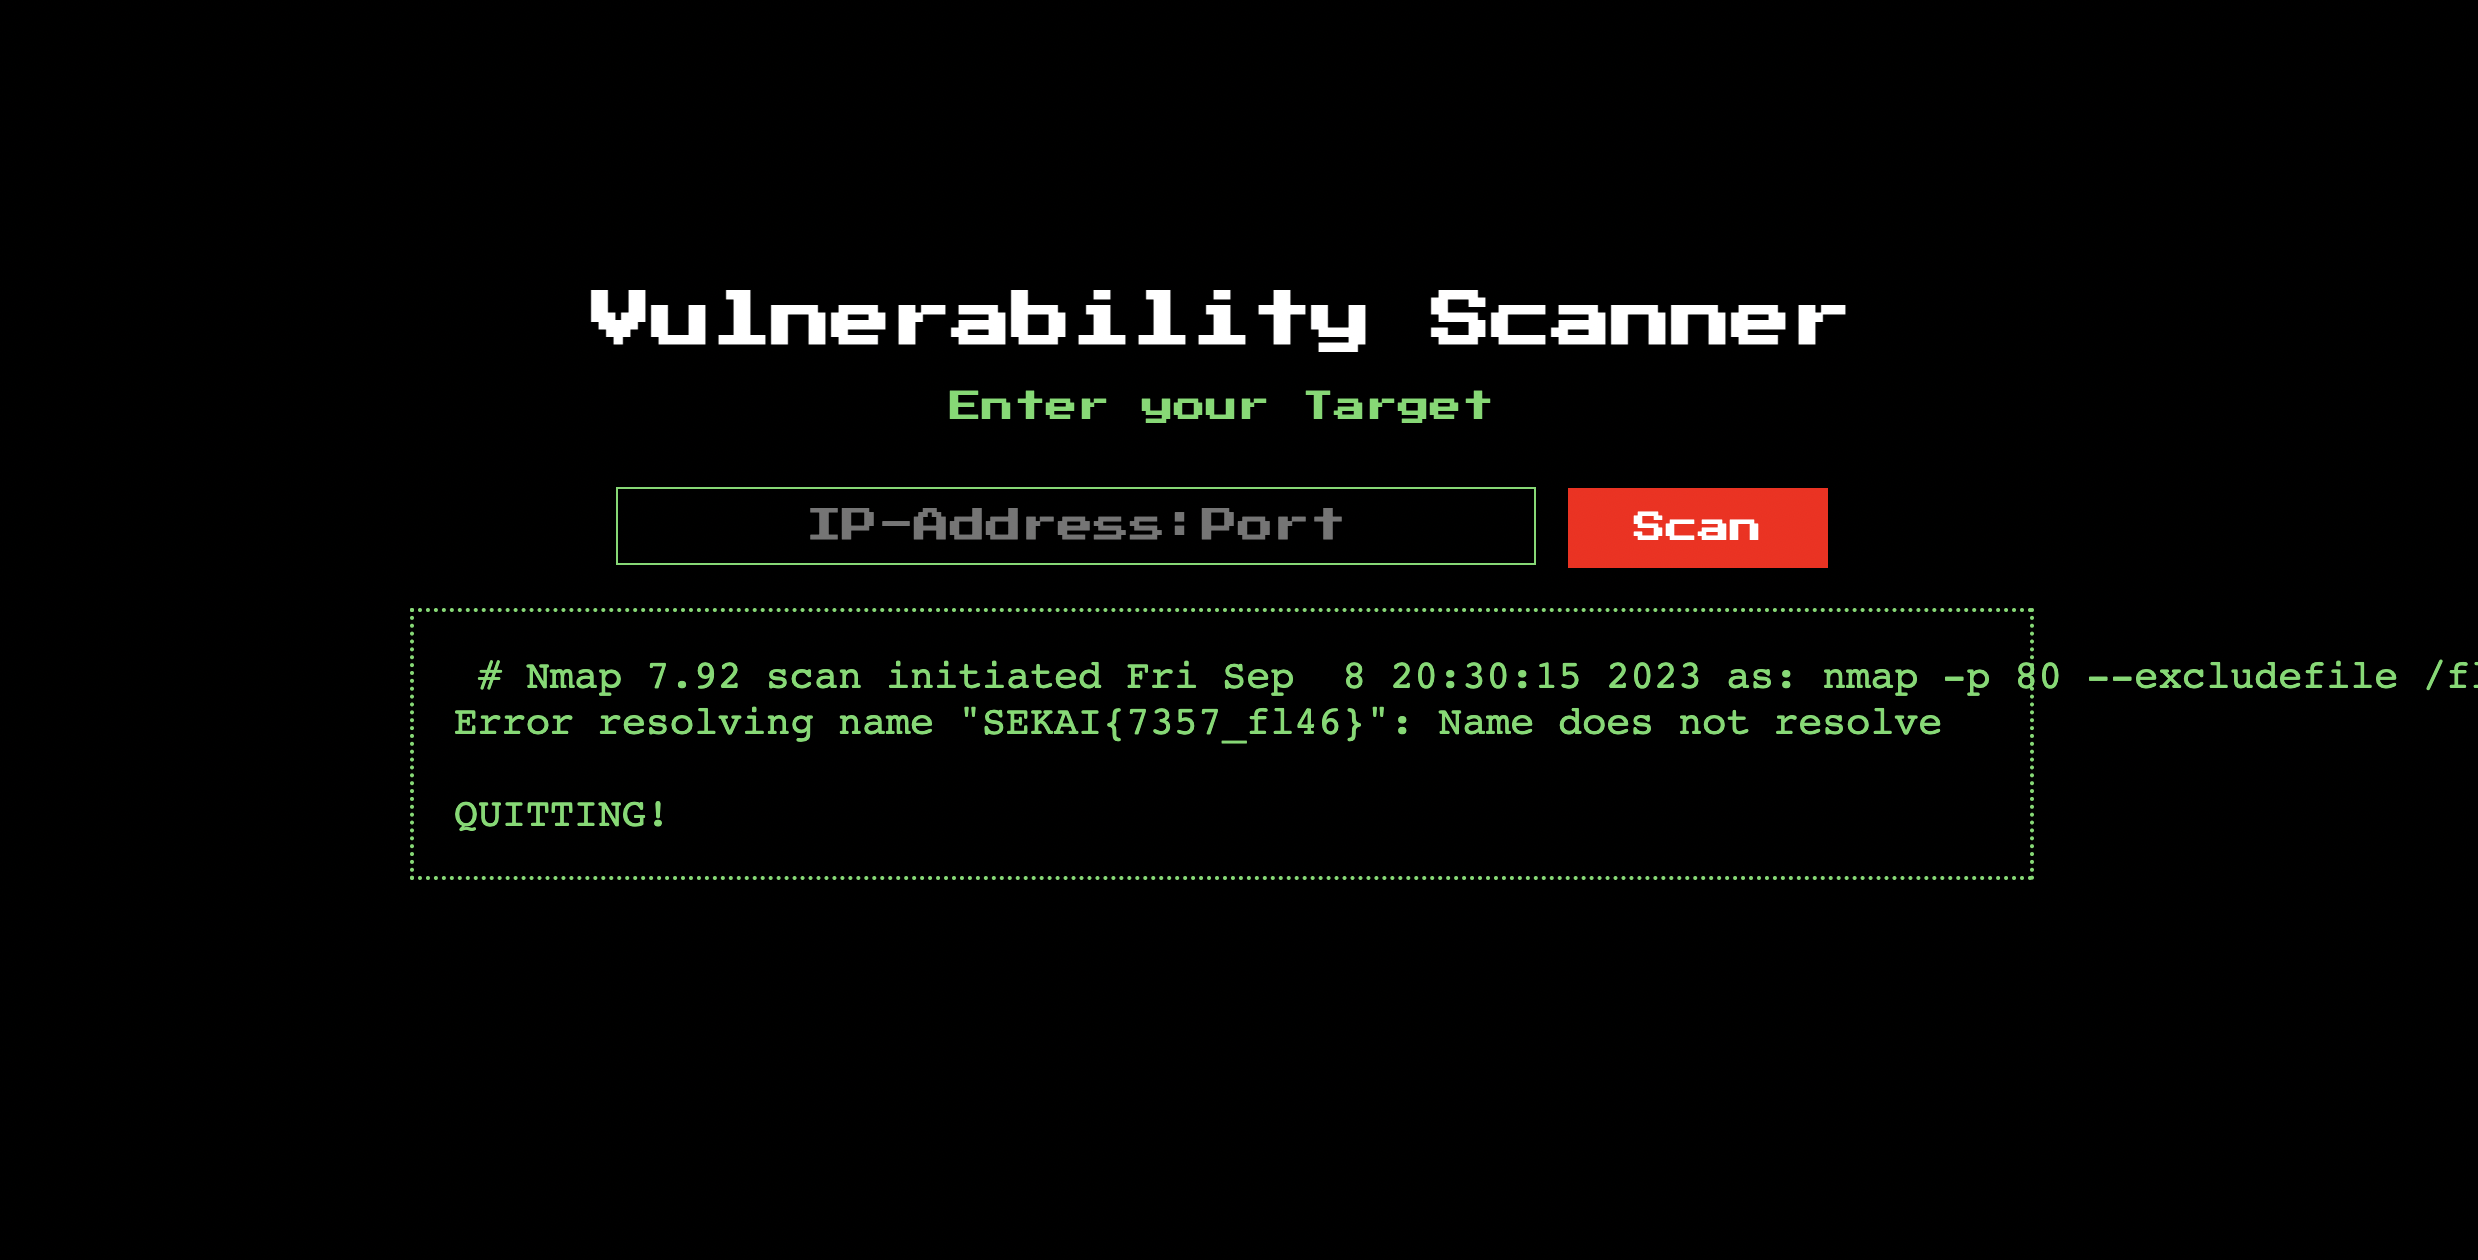 Vulnerability Scanner
Enter your Target
IP-Address:Port
Scan
# Nmap 7.92 scan initiated Fri Sep  8 20:30:15 2023 as: nmap -p 80 --excludefile /fl
Error resolving name "SEKAI{7357_fl46}": Name does not resolve
QUITTING!